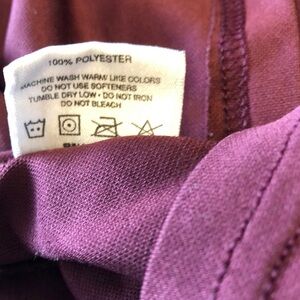 100% POLYESTER
MACHINE WASH WARM/ LIKE COLORS
DO NOT USE SOFTENERS
TUMBLE DRY LOW · DO NOT IRON
DO NOT BLEACH